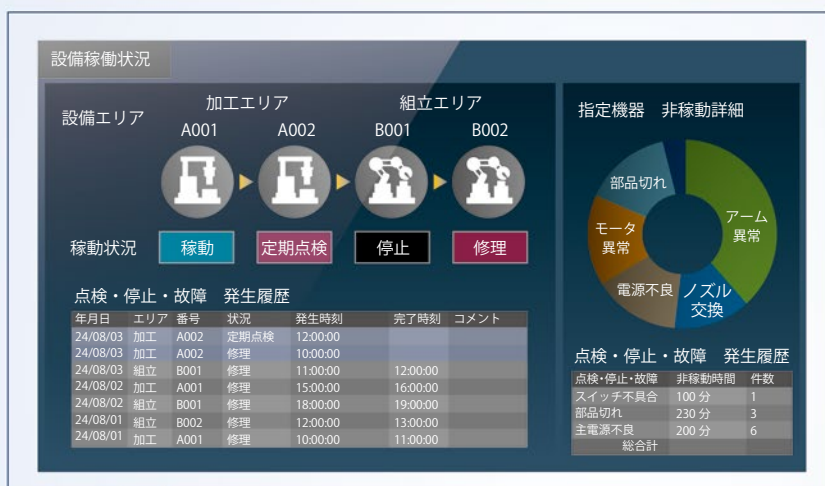 設備稼働状況
設備エリア
加工エリア 組立エリア
A001 A002 B001 B002
稼動状況 稼動 定期点検 停止 修理
点検・停止・故障 発生履歴
年月日 エリア 番号 状況 発生時刻 完了時刻 コメント
24/08/03 加工 A002 定期点検 12:00:00
24/08/03 加工 A002 修理 10:00:00
24/08/03 組立 B001 修理 11:00:00 12:00:00
24/08/02 加工 A001 修理 15:00:00 16:00:00
24/08/02 組立 B001 修理 18:00:00 19:00:00
24/08/01 組立 B002 修理 12:00:00 13:00:00
24/08/01 加工 A001 修理 10:00:00 11:00:00
指定機器 非稼動詳細
部品切れ
アーム
異常
モータ
異常
電源不良
ノズル
交換
点検・停止・故障 発生履歴
点検・停止・故障 非稼動時間 件数
スイッチ不具合 100 分 1
部品切れ 230 分 3
主電源不良 200 分 6
総合計